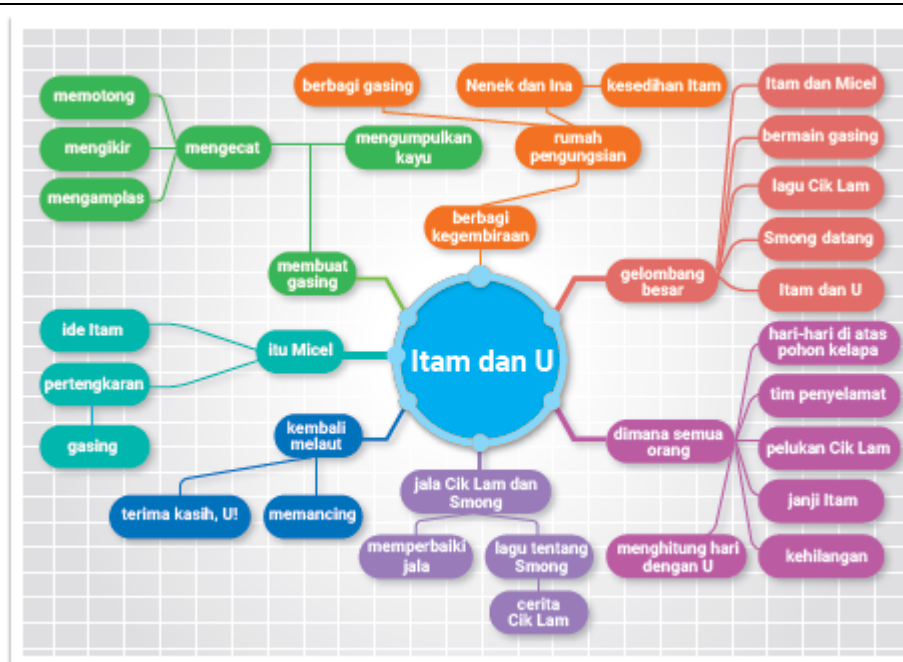 berbagi gasing
Nenek dan Ina
kesedihan Itam
Itam dan Micel
memotong
mengikir
mengecat
mengamplas
mengumpulkan
kayu
rumah
pengungsian
bermain gasing
lagu Cik Lam
berbagi
kegembiraan
Smong datang
membuat
gasing
gelombang
besar
Itam dan U
ide Itam
itu Micel
Itam dan U
hari-hari di atas
pohon kelapa
pertengkaran
tim penyelamat
gasing
kembali
melaut
dimana semua
orang
pelukan Cik Lam
terima kasih, U!
memancing
jala Cik Lam dan
Smong
janji Itam
memperbaiki
jala
lagu tentang
Smong
menghitung hari
dengan U
kehilangan
cerita
Cik Lam